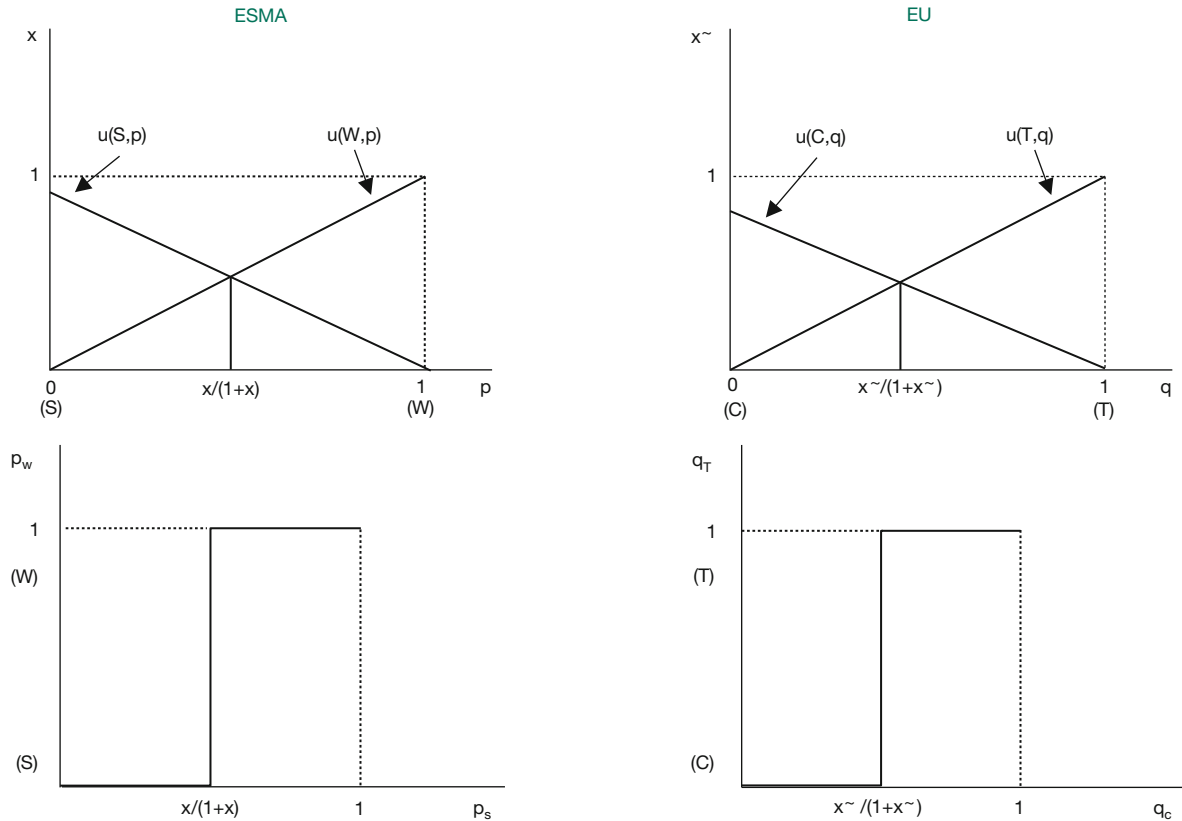 ESMA
x
u(S,p)
u(W,p)
1
0
x/(1+x)
1
p
(S)
(W)
EU
x~
u(C,q)
u(T,q)
1
0
x~/(1+x~)
1
q
(C)
(T)
pw
1
(W)
(S)
x/(1+x)
1
ps
qT
1
(T)
(C)
x~ /(1+x~)
1
qc